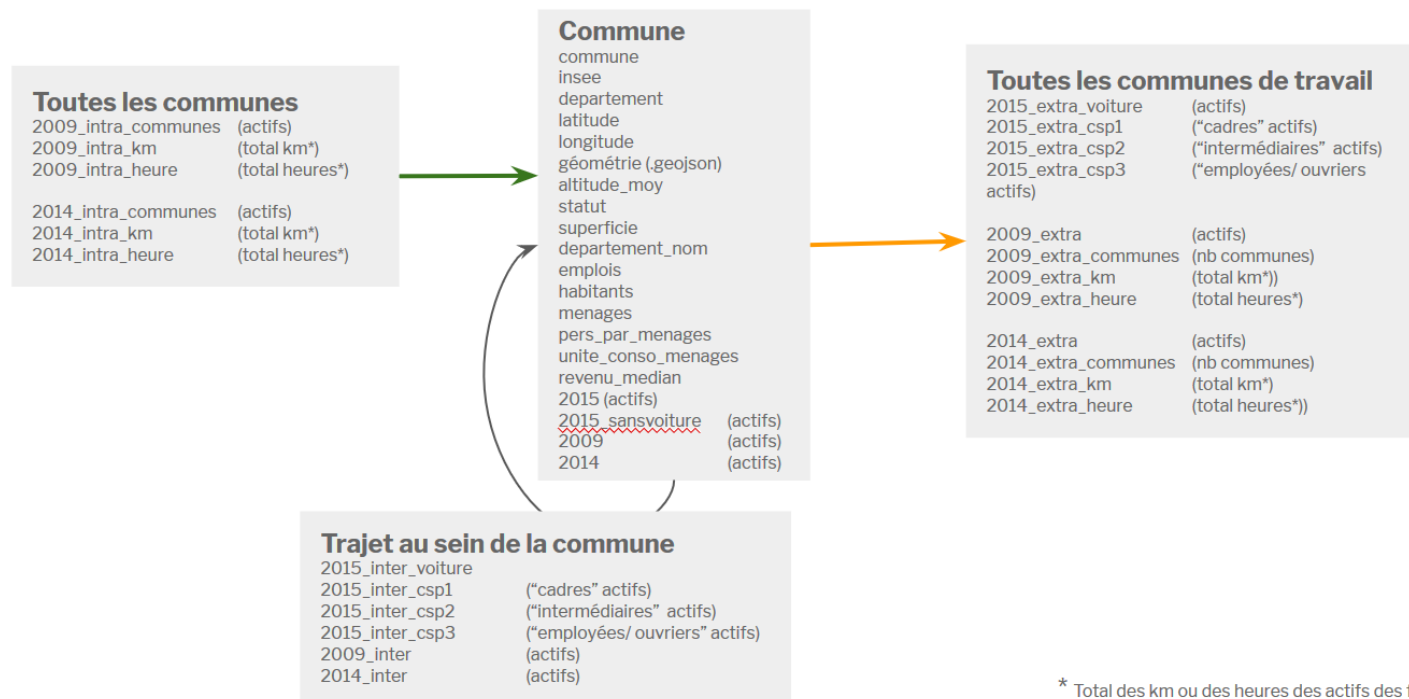 Commune
commune
insee
departement
latitude
longitude
géométrie (.geojson)
altitude_moy
statut
superficie
departement_nom
emplois
habitants
menages
pers_par_menages
unite_conso_menages
revenu_median
2015 (actifs)
2015_sansvoiture (actifs)
2009 (actifs)
2014 (actifs)
Toutes les communes
2009_intra_communes (actifs)
2009_intra_km (total km*)
2009_intra_heure (total heures*)
2014_intra_communes (actifs)
2014_intra_km (total km*)
2014_intra_heure (total heures*)
Toutes les communes de travail
2015_extra_voiture (actifs)
2015_extra_csp1 (“cadres” actifs)
2015_extra_csp2 (“intermédiaires” actifs)
2015_extra_csp3 (“employées/ ouvriers
actifs)
2009_extra (actifs)
2009_extra_communes (nb communes)
2009_extra_km (total km*))
2009_extra_heure (total heures*)
2014_extra (actifs)
2014_extra_communes (nb communes)
2014_extra_km (total km*)
2014_extra_heure (total heures*))
Trajet au sein de la commune
2015_inter_voiture
2015_inter_csp1 (“cadres” actifs)
2015_inter_csp2 (“intermédiaires” actifs)
2015_inter_csp3 (“employées/ ouvriers” actifs)
2009_inter (actifs)
2014_inter (actifs)
* Total des km ou des heures des actifs des